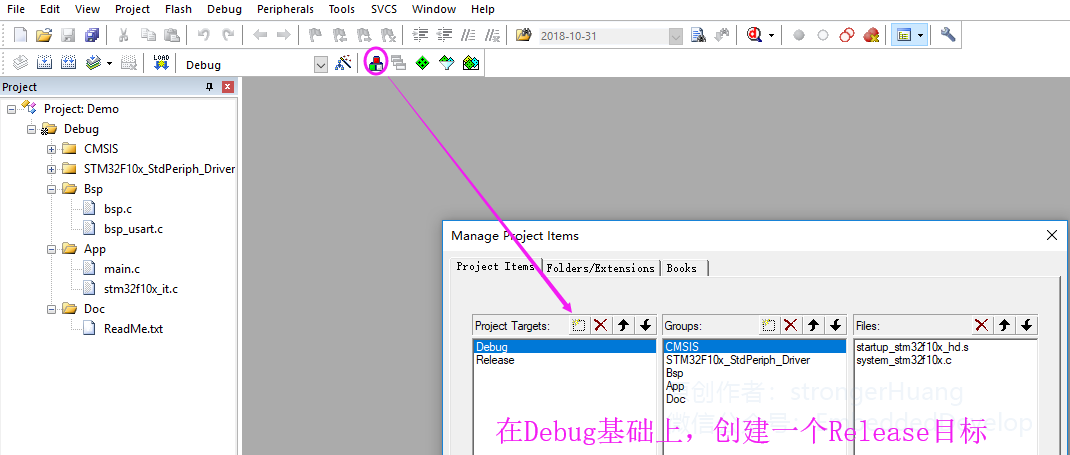 File Edit View Project Flash Debug Peripherals Tools SVCS Window Help
2018-10-31
LOAD Debug
Project
Project: Demo
Debug
CMSIS
STM32F10x_StdPeriph_Driver
Bsp
bsp.c
bsp_usart.c
App
main.c
stm32f10x_it.c
Doc
ReadMe.txt
Manage Project Items
Project Items Folders/Extensions Books
Project Targets: Groups: Files:
Debug CMSIS startup_stm32f10x_hd.s
Release STM32F10x_StdPeriph_Driver system_stm32f10x.c
Bsp
App
Doc
创作者：strongerHuang
在Debug基础上，创建一个Release目标